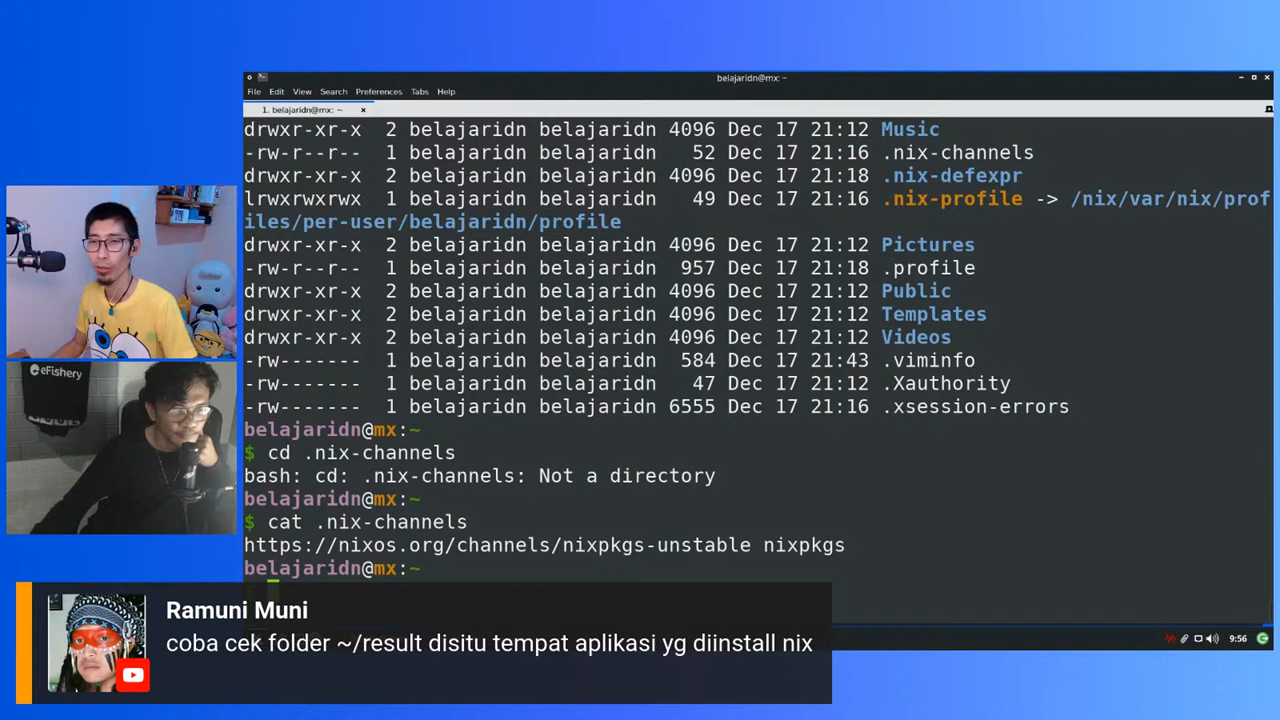 belajaridn@mx: ~
File Edit View Search Preferences Tabs Help
1. belajaridn@mx: ~
drwxr-xr-x 2 belajaridn belajaridn 4096 Dec 17 21:12 Music
-rw-r--r-- 1 belajaridn belajaridn 52 Dec 17 21:16 .nix-channels
drwxr-xr-x 2 belajaridn belajaridn 4096 Dec 17 21:18 .nix-defexpr
lrwxrwxrwx 1 belajaridn belajaridn 49 Dec 17 21:16 .nix-profile -> /nix/var/nix/prof
iles/per-user/belajaridn/profile
drwxr-xr-x 2 belajaridn belajaridn 4096 Dec 17 21:12 Pictures
-rw-r--r-- 1 belajaridn belajaridn 957 Dec 17 21:18 .profile
drwxr-xr-x 2 belajaridn belajaridn 4096 Dec 17 21:12 Public
drwxr-xr-x 2 belajaridn belajaridn 4096 Dec 17 21:12 Templates
drwxr-xr-x 2 belajaridn belajaridn 4096 Dec 17 21:12 Videos
-rw------- 1 belajaridn belajaridn 584 Dec 17 21:43 .viminfo
-rw------- 1 belajaridn belajaridn 47 Dec 17 21:12 .Xauthority
-rw------- 1 belajaridn belajaridn 6555 Dec 17 21:16 .xsession-errors
belajaridn@mx:~
$ cd .nix-channels
bash: cd: .nix-channels: Not a directory
belajaridn@mx:~
$ cat .nix-channels
https://nixos.org/channels/nixpkgs-unstable nixpkgs
belajaridn@mx:~
9:56
eFishery
Ramuni Muni
coba cek folder ~/result disitu tempat aplikasi yg diinstall nix